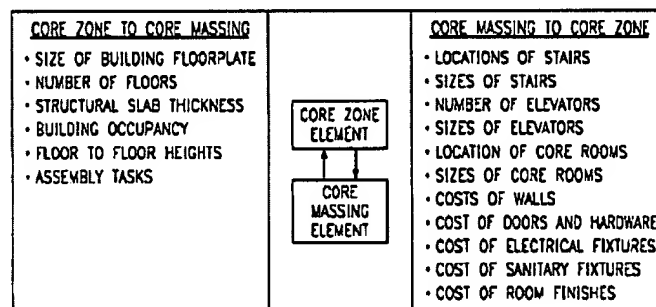 CORE ZONE TO CORE MASSING
• SIZE OF BUILDING FLOORPLATE
• NUMBER OF FLOORS
• STRUCTURAL SLAB THICKNESS
• BUILDING OCCUPANCY
• FLOOR TO FLOOR HEIGHTS
• ASSEMBLY TASKS
CORE ZONE
ELEMENT
CORE
MASSING
ELEMENT
CORE MASSING TO CORE ZONE
• LOCATIONS OF STAIRS
• SIZES OF STAIRS
• NUMBER OF ELEVATORS
• SIZES OF ELEVATORS
• LOCATION OF CORE ROOMS
• SIZES OF CORE ROOMS
• COSTS OF WALLS
• COST OF DOORS AND HARDWARE
• COST OF ELECTRICAL FIXTURES
• COST OF SANITARY FIXTURES
• COST OF ROOM FINISHES